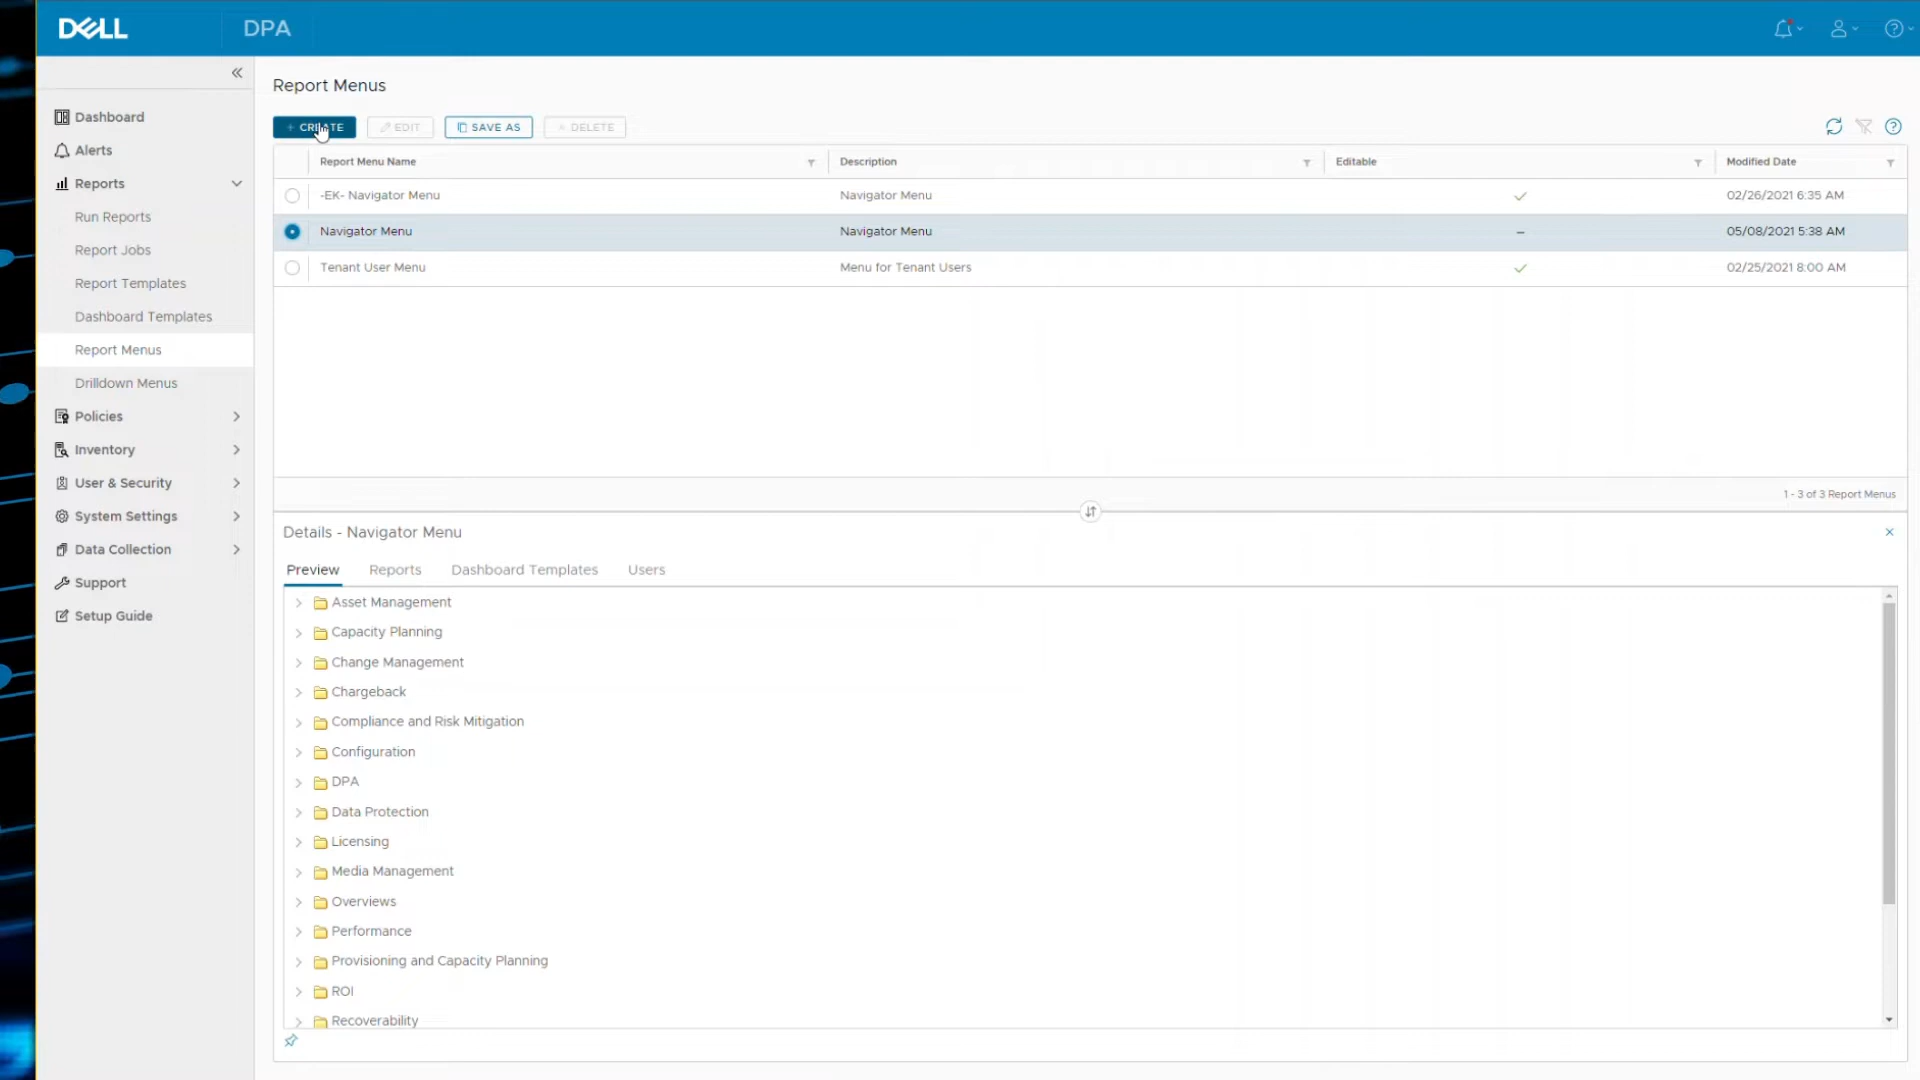 DELL
DPA
Report Menus
+ CREATE
EDIT
SAVE AS
× DELETE
Report Menu Name
Description
Editable
Modified Date
-EK- Navigator Menu
Navigator Menu
02/26/2021 6:35 AM
Navigator Menu
Navigator Menu
–
05/08/2021 5:38 AM
Tenant User Menu
Menu for Tenant Users
02/25/2021 8:00 AM
1 - 3 of 3 Report Menus
Dashboard
Alerts
Reports
Run Reports
Report Jobs
Report Templates
Dashboard Templates
Report Menus
Drilldown Menus
Policies
Inventory
User & Security
System Settings
Data Collection
Support
Setup Guide
Details - Navigator Menu
Preview
Reports
Dashboard Templates
Users
Asset Management
Capacity Planning
Change Management
Chargeback
Compliance and Risk Mitigation
Configuration
DPA
Data Protection
Licensing
Media Management
Overviews
Performance
Provisioning and Capacity Planning
ROI
Recoverability